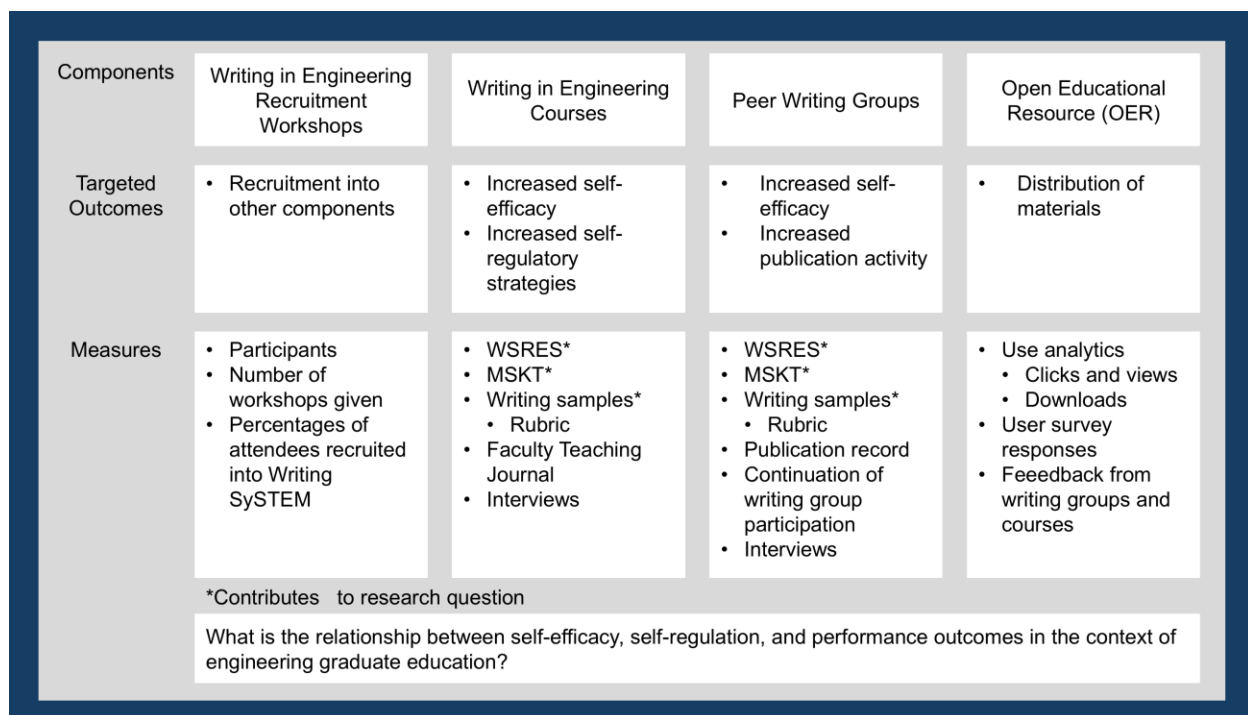 Components
Writing in Engineering
Recruitment
Workshops
Writing in Engineering
Courses
Peer Writing Groups
Open Educational
Resource (OER)
Targeted
Outcomes
• Recruitment into
other components
• Increased self-
efficacy
• Increased self-
regulatory
strategies
• Increased self-
efficacy
• Increased
publication activity
• Distribution of
materials
Measures
• Participants
• Number of
workshops given
• Percentages of
attendees recruited
into Writing
SySTEM
• WSRES*
• MSKT*
• Writing samples*
• Rubric
• Faculty Teaching
Journal
• Interviews
• WSRES*
• MSKT*
• Writing samples*
• Rubric
• Publication record
• Continuation of
writing group
participation
• Interviews
• Use analytics
• Clicks and views
• Downloads
• User survey
responses
• Feeedback from
writing groups and
courses
*Contributes to research question
What is the relationship between self-efficacy, self-regulation, and performance outcomes in the context of
engineering graduate education?